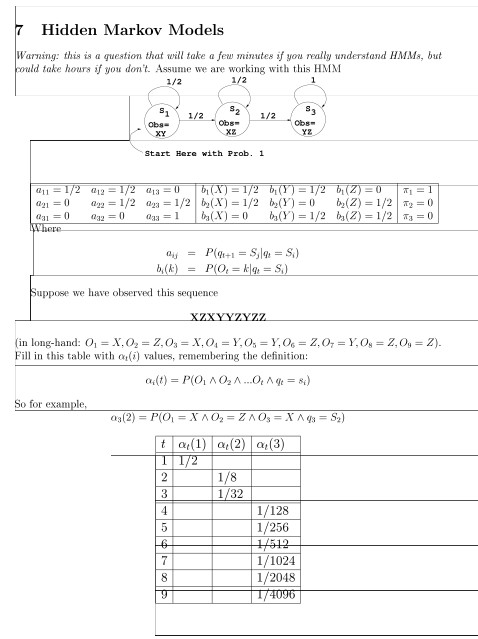 7 Hidden Markov Models
Warning: this is a question that will take a few minutes if you really understand HMMs, but
could take hours if you don't. Assume we are working with this HMM
1/2 1/2 1
S1 1/2 S2 1/2 S3
Obs= Obs= Obs=
XY XZ YZ
Start Here with Prob. 1
a11 = 1/2 a12 = 1/2 a13 = 0 b1(X) = 1/2 b1(Y) = 1/2 b1(Z) = 0 π1 = 1
a21 = 0 a22 = 1/2 a23 = 1/2 b2(X) = 1/2 b2(Y) = 0 b2(Z) = 1/2 π2 = 0
a31 = 0 a32 = 0 a33 = 1 b3(X) = 0 b3(Y) = 1/2 b3(Z) = 1/2 π3 = 0
Where
aij = P(qt+1 = Sj|qt = Si)
bi(k) = P(Ot = k|qt = Si)
Suppose we have observed this sequence
XZXYYZYZZ
(in long-hand: O1 = X, O2 = Z, O3 = X, O4 = Y, O5 = Y, O6 = Z, O7 = Y, O8 = Z, O9 = Z).
Fill in this table with αt(i) values, remembering the definition:
αi(t) = P(O1 ∧ O2 ∧ ...Ot ∧ qt = si)
So for example,
α3(2) = P(O1 = X ∧ O2 = Z ∧ O3 = X ∧ q3 = S2)
t αt(1) αt(2) αt(3)
1 1/2
2 1/8
3 1/32
4 1/128
5 1/256
6 1/512
7 1/1024
8 1/2048
9 1/4096